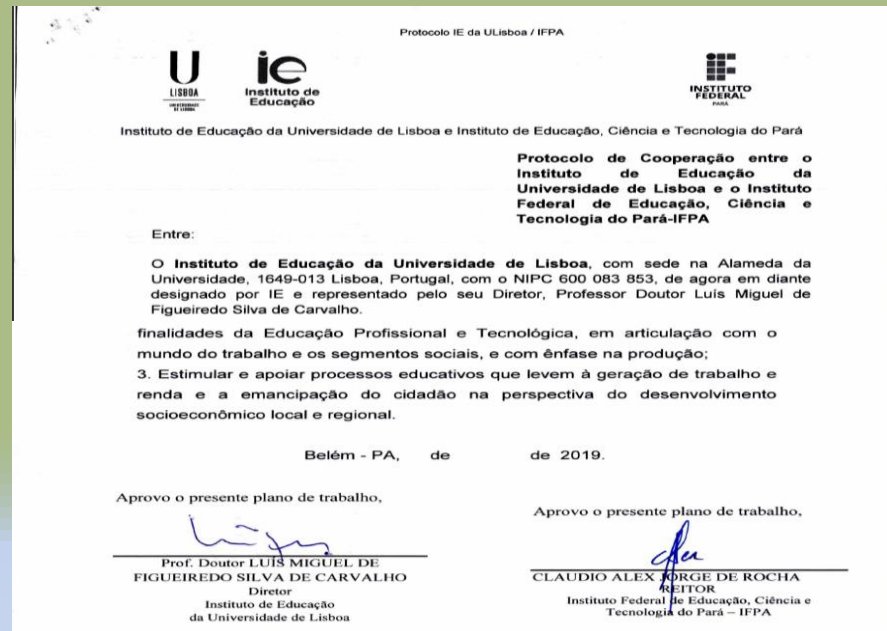 Protocolo IE da ULisboa / IFPA
U
LISBOA
UNIVERSIDADE
DE LISBOA
ie
Instituto de
Educação
INSTITUTO
FEDERAL
PARÁ
Instituto de Educação da Universidade de Lisboa e Instituto de Educação, Ciência e Tecnologia do Pará
Protocolo de Cooperação entre o
Instituto de Educação da
Universidade de Lisboa e o Instituto
Federal de Educação, Ciência e
Tecnologia do Pará-IFPA
Entre:
O Instituto de Educação da Universidade de Lisboa, com sede na Alameda da
Universidade, 1649-013 Lisboa, Portugal, com o NIPC 600 083 853, de agora em diante
designado por IE e representado pelo seu Diretor, Professor Doutor Luís Miguel de
Figueiredo Silva de Carvalho.
finalidades da Educação Profissional e Tecnológica, em articulação com o
mundo do trabalho e os segmentos sociais, e com ênfase na produção;
3. Estimular e apoiar processos educativos que levem à geração de trabalho e
renda e a emancipação do cidadão na perspectiva do desenvolvimento
socioeconômico local e regional.
Belém - PA, de de 2019.
Aprovo o presente plano de trabalho,
Prof. Doutor LUÍS MIGUEL DE
FIGUEIREDO SILVA DE CARVALHO
Diretor
Instituto de Educação
da Universidade de Lisboa
Aprovo o presente plano de trabalho,
CLAUDIO ALEX JORGE DE ROCHA
REITOR
Instituto Federal de Educação, Ciência e
Tecnologia do Pará – IFPA